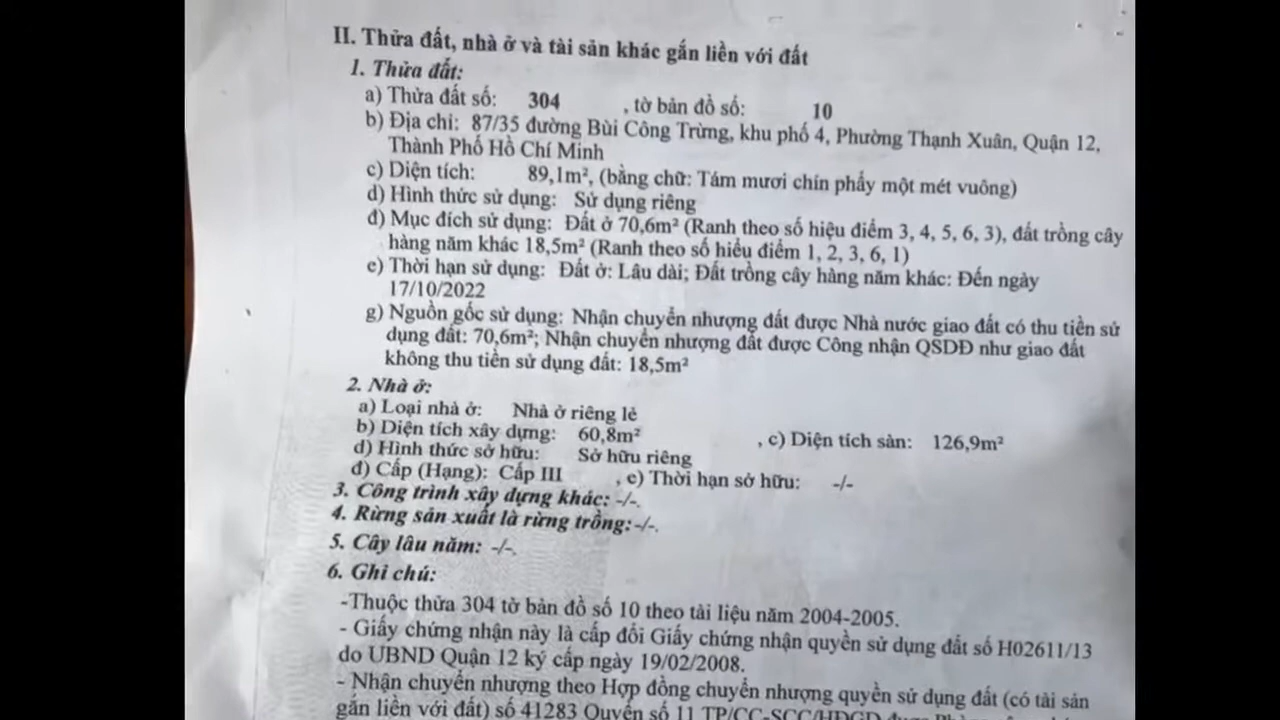 II. Thửa đất, nhà ở và tài sản khác gắn liền với đất
1. Thửa đất:
a) Thửa đất số: 304 , tờ bản đồ số: 10
b) Địa chỉ: 87/35 đường Bùi Công Trừng, khu phố 4, Phường Thạnh Xuân, Quận 12,
Thành Phố Hồ Chí Minh
c) Diện tích: 89,1m², (bằng chữ: Tám mươi chín phẩy một mét vuông)
d) Hình thức sử dụng: Sử dụng riêng
đ) Mục đích sử dụng: Đất ở 70,6m² (Ranh theo số hiệu điểm 3, 4, 5, 6, 3), đất trồng cây
hàng năm khác 18,5m² (Ranh theo số hiểu điểm 1, 2, 3, 6, 1)
e) Thời hạn sử dụng: Đất ở: Lâu dài; Đất trồng cây hàng năm khác: Đến ngày
17/10/2022
g) Nguồn gốc sử dụng: Nhận chuyển nhượng đất được Nhà nước giao đất có thu tiền sử
dụng đất: 70,6m²; Nhận chuyển nhượng đất được Công nhận QSDĐ như giao đất
không thu tiền sử dụng đất: 18,5m²
2. Nhà ở:
a) Loại nhà ở: Nhà ở riêng lẻ
b) Diện tích xây dựng: 60,8m² , c) Diện tích sàn: 126,9m²
d) Hình thức sở hữu: Sở hữu riêng
đ) Cấp (Hạng): Cấp III , e) Thời hạn sở hữu: -/-
3. Công trình xây dựng khác: -/-.
4. Rừng sản xuất là rừng trồng: -/-.
5. Cây lâu năm: -/-.
6. Ghi chú:
-Thuộc thửa 304 tờ bản đồ số 10 theo tài liệu năm 2004-2005.
- Giấy chứng nhận này là cấp đổi Giấy chứng nhận quyền sử dụng đất số H02611/13
do UBND Quận 12 ký cấp ngày 19/02/2008.
- Nhận chuyển nhượng theo Hợp đồng chuyển nhượng quyền sử dụng đất (có tài sản
gắn liền với đất) số 41283 Quyển số 11 TP/CC-SCC/HĐGD được